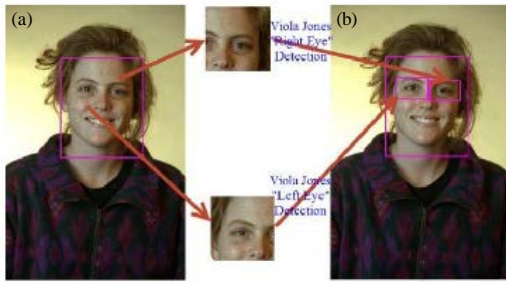 (a)
Viola Jones
"Right Eye"
Detection
(b)
Viola Jones
"Left Eye"
Detection